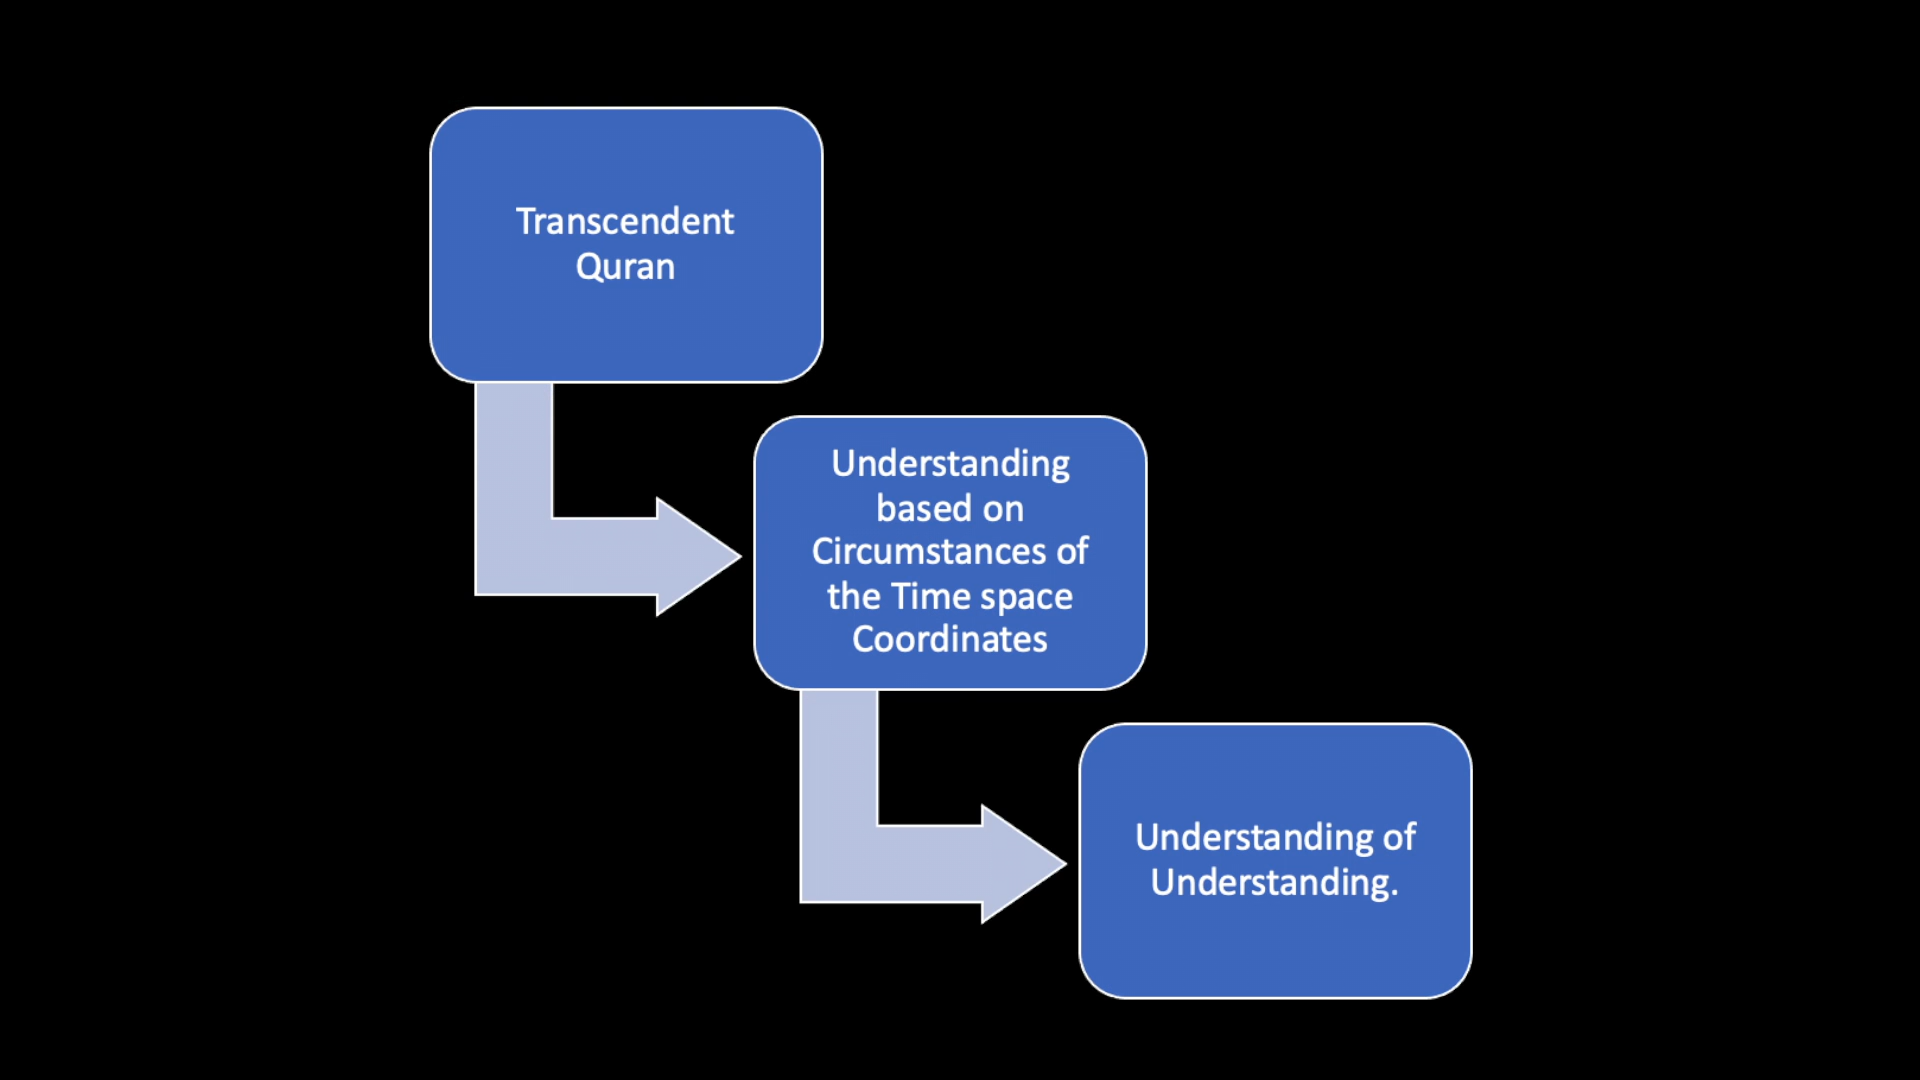 Transcendent
Quran
Understanding
based on
Circumstances of
the Time space
Coordinates
Understanding of
Understanding.